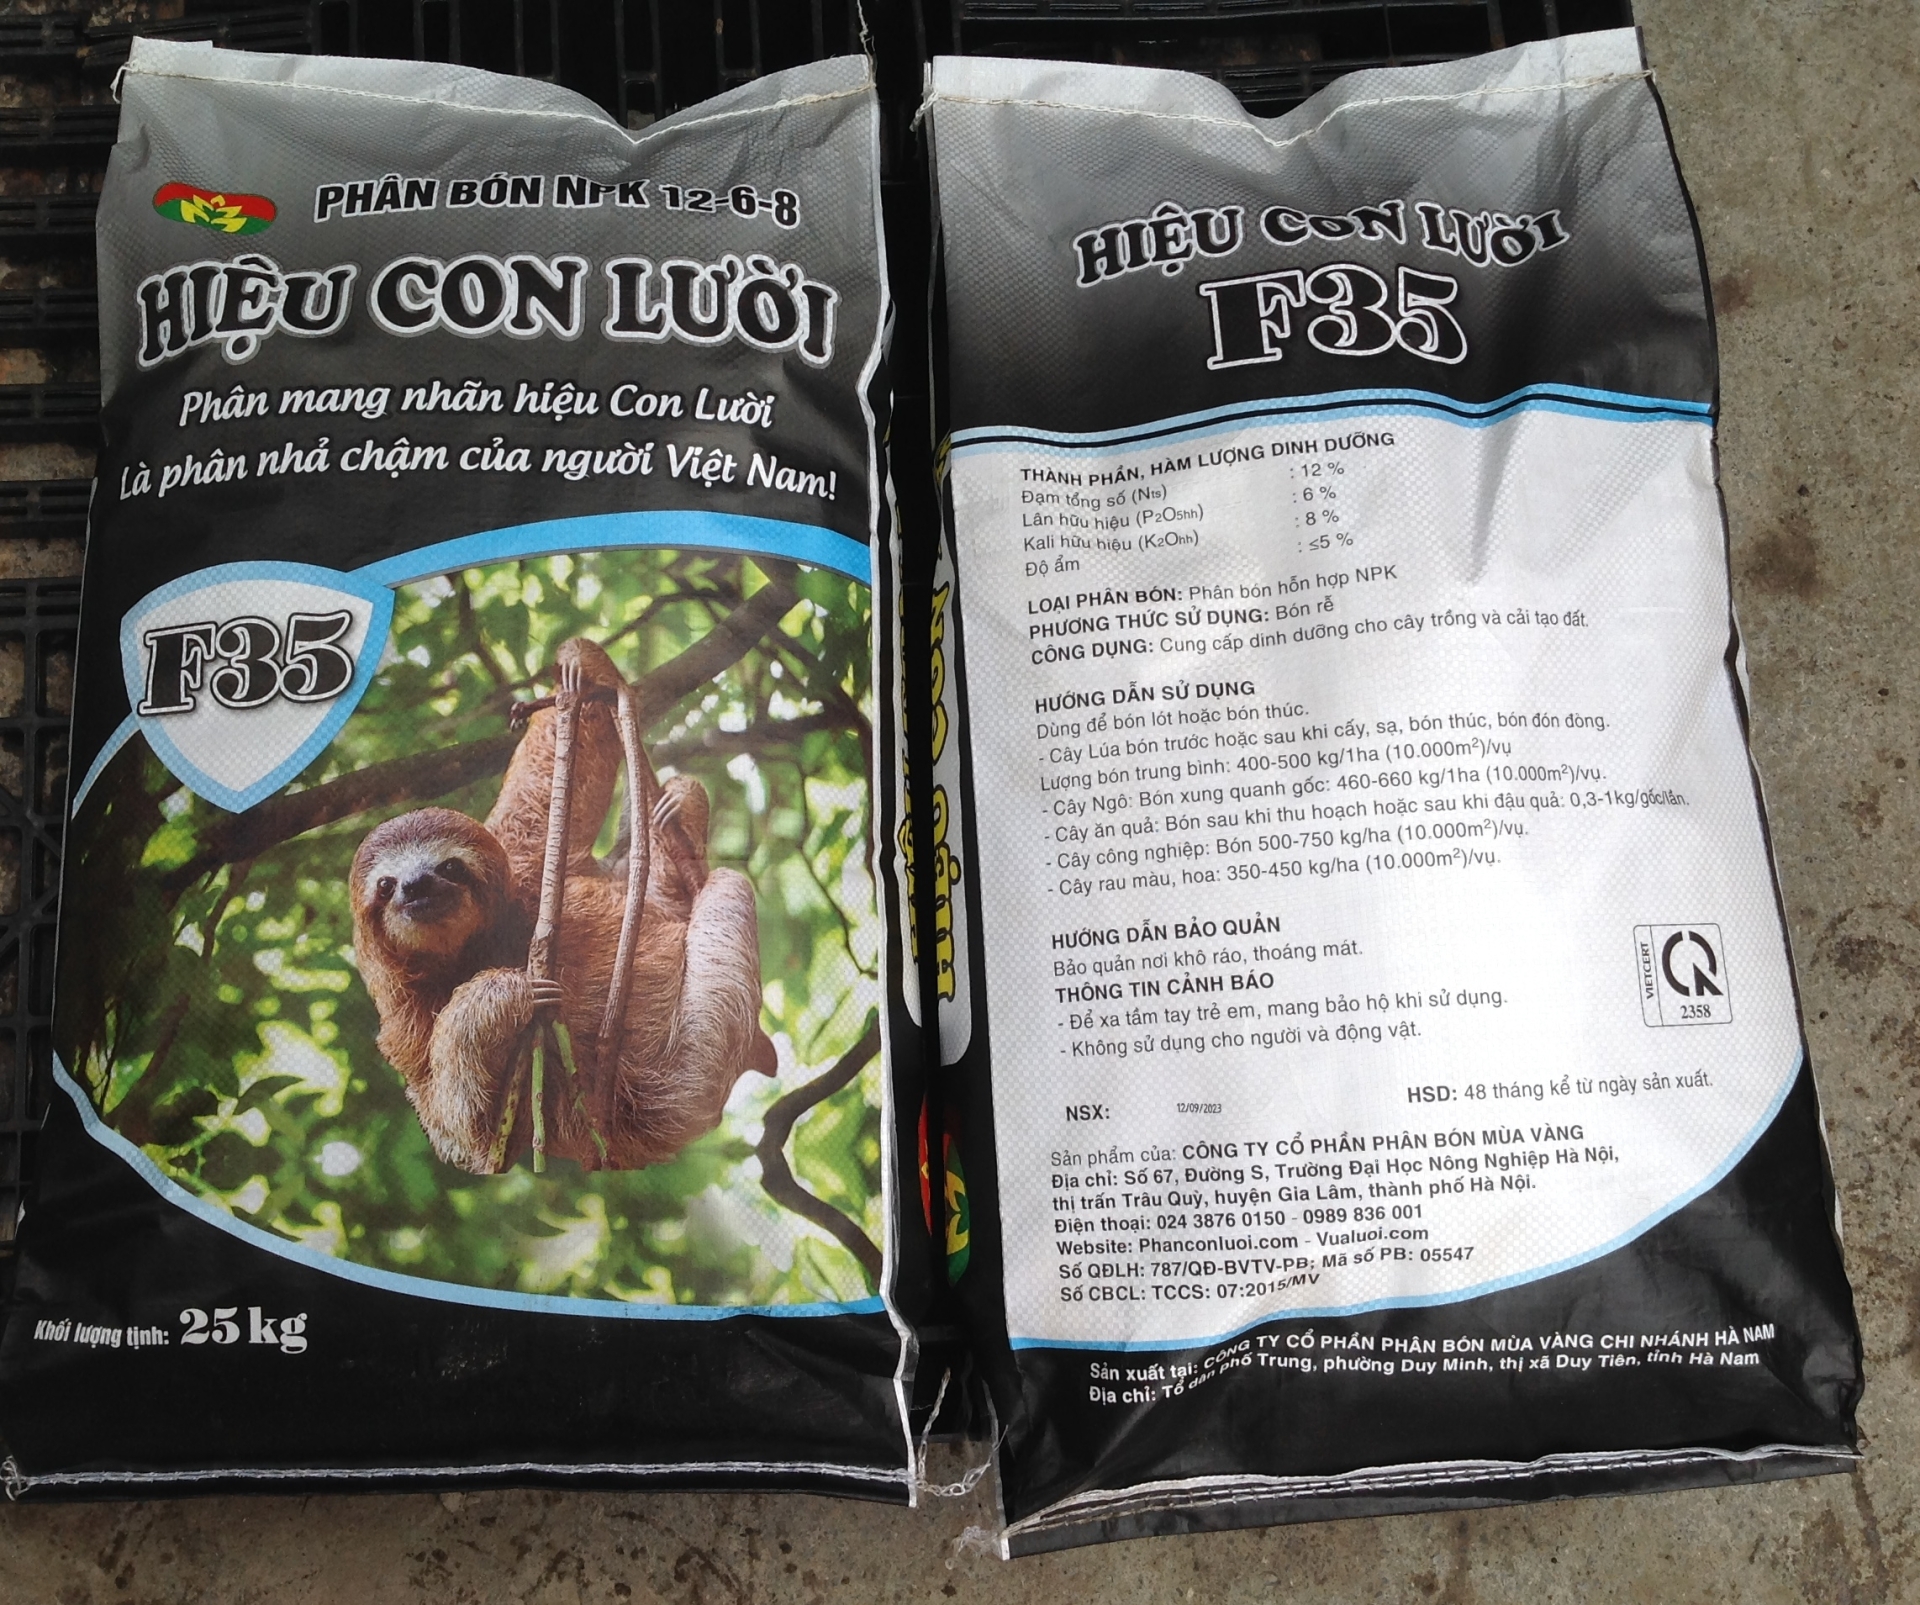 PHÂN BÓN NPK 12-6-8
HIỆU CON LƯỜI
Phân mang nhãn hiệu Con Lười
Là phân nhả chậm của người Việt Nam!
F35
Khối lượng tịnh: 25 kg
HIỆU CON LƯỜI
F35
THÀNH PHẦN, HÀM LƯỢNG DINH DƯỠNG
Đạm tổng số (Nts) : 12 %
Lân hữu hiệu (P2O5hh) : 6 %
Kali hữu hiệu (K2Ohh) : 8 %
Độ ẩm : ≤5 %
LOẠI PHÂN BÓN: Phân bón hỗn hợp NPK
PHƯƠNG THỨC SỬ DỤNG: Bón rễ
CÔNG DỤNG: Cung cấp dinh dưỡng cho cây trồng và cải tạo đất.
HƯỚNG DẪN SỬ DỤNG
Dùng để bón lót hoặc bón thúc.
- Cây Lúa bón trước hoặc sau khi cấy, sạ, bón thúc, bón đón đòng.
Lượng bón trung bình: 400-500 kg/1ha (10.000m²)/vụ
- Cây Ngô: Bón xung quanh gốc: 460-660 kg/1ha (10.000m²)/vụ.
- Cây ăn quả: Bón sau khi thu hoạch hoặc sau khi đậu quả: 0,3-1kg/gốc/lần.
- Cây công nghiệp: Bón 500-750 kg/ha (10.000m²)/vụ.
- Cây rau màu, hoa: 350-450 kg/ha (10.000m²)/vụ.
HƯỚNG DẪN BẢO QUẢN
Bảo quản nơi khô ráo, thoáng mát.
THÔNG TIN CẢNH BÁO
- Để xa tầm tay trẻ em, mang bảo hộ khi sử dụng.
- Không sử dụng cho người và động vật.
VIETCERT
2358
NSX: 12/09/2023
HSD: 48 tháng kể từ ngày sản xuất.
Sản phẩm của: CÔNG TY CỔ PHẦN PHÂN BÓN MÙA VÀNG
Địa chỉ: Số 67, Đường S, Trường Đại Học Nông Nghiệp Hà Nội,
thị trấn Trâu Quỳ, huyện Gia Lâm, thành phố Hà Nội.
Điện thoại: 024 3876 0150 - 0989 836 001
Website: Phanconluoi.com - Vualuoi.com
Số QĐLH: 787/QĐ-BVTV-PB; Mã số PB: 05547
Số CBCL: TCCS: 07:2015/MV
Sản xuất tại: CÔNG TY CỔ PHẦN PHÂN BÓN MÙA VÀNG CHI NHÁNH HÀ NAM
Địa chỉ: Tổ dân phố Trung, phường Duy Minh, thị xã Duy Tiên, tỉnh Hà Nam